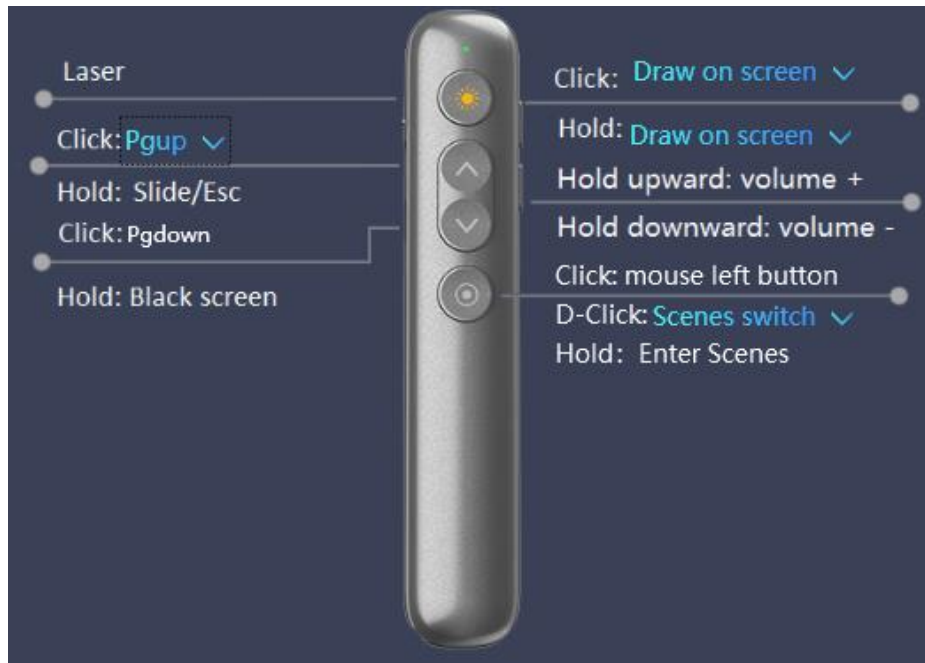 Laser
Click: Pgup
Hold: Slide/Esc
Click: Pgdown
Hold: Black screen
Click: Draw on screen
Hold: Draw on screen
Hold upward: volume +
Hold downward: volume -
Click: mouse left button
D-Click: Scenes switch
Hold: Enter Scenes